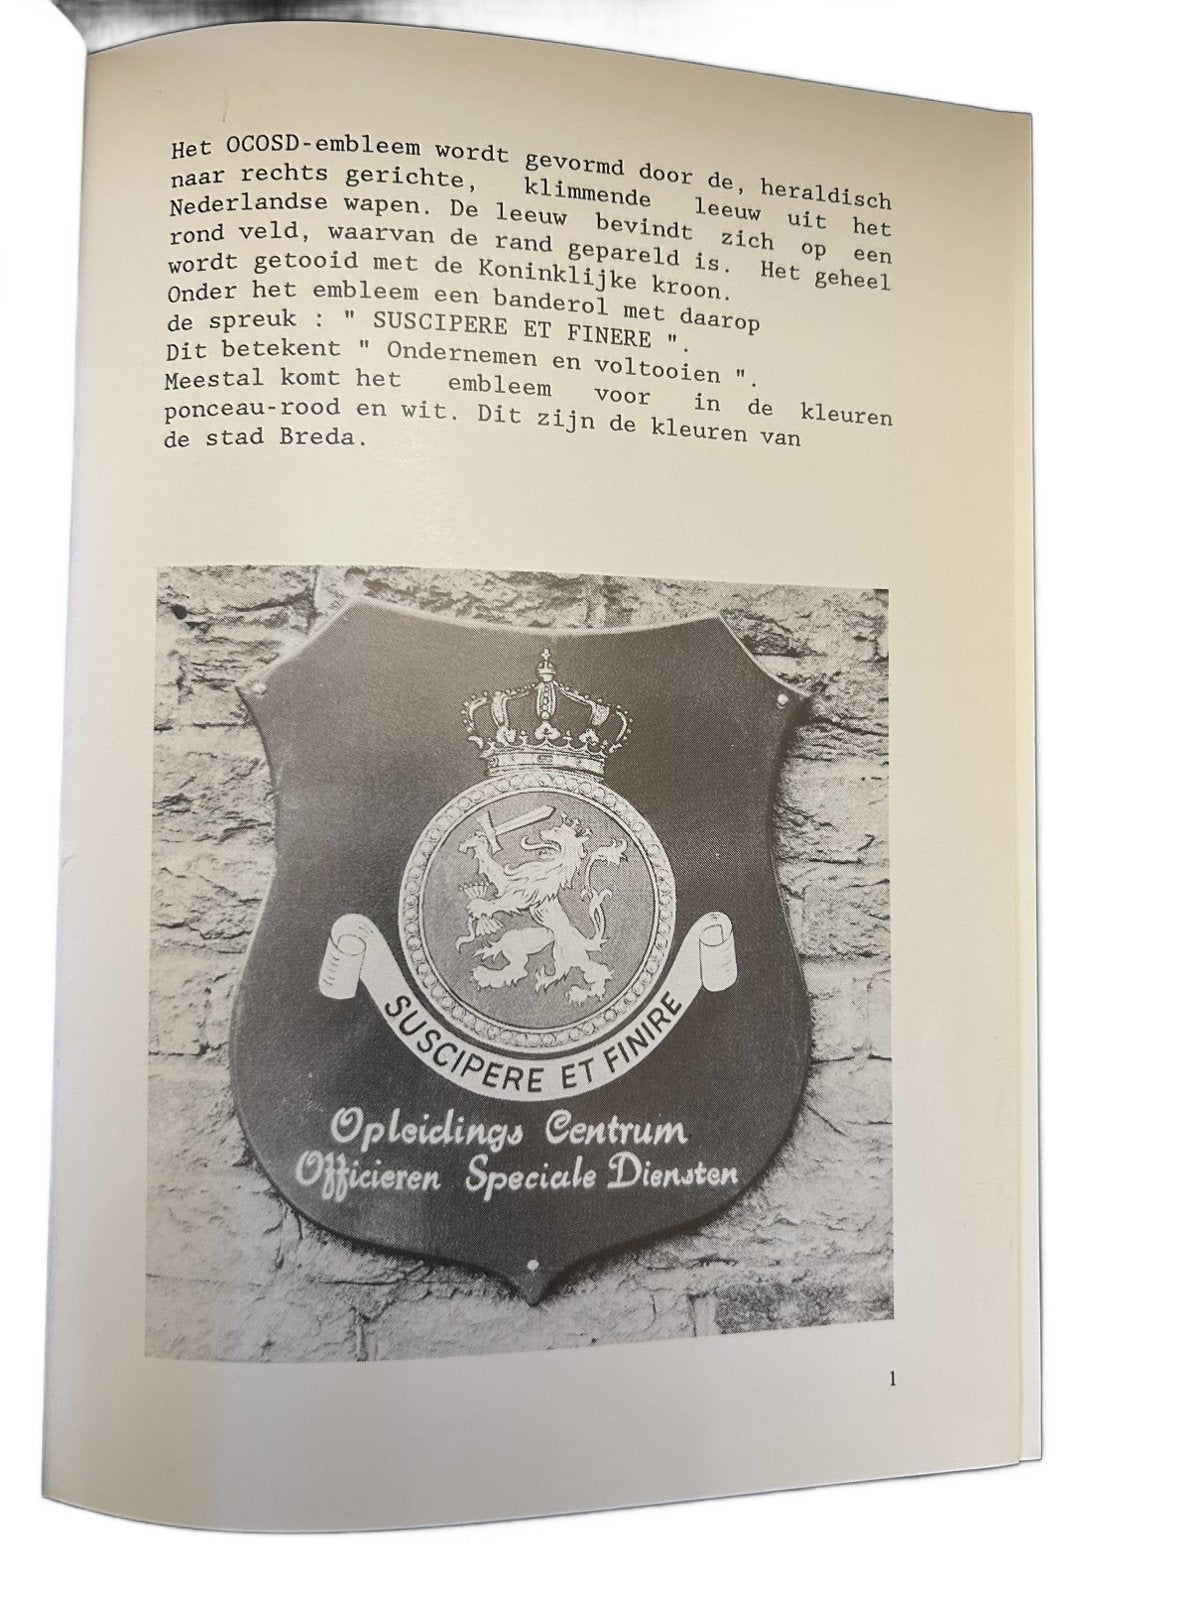 Het OCOSD-embleem wordt gevormd door de, heraldisch
naar rechts gerichte, klimmende leeuw uit het
Nederlandse wapen. De leeuw bevindt zich op een
rond veld, waarvan de rand gepareld is. Het geheel
wordt getooid met de Koninklijke kroon.
Onder het embleem een banderol met daarop
de spreuk : " SUSCIPERE ET FINERE ".
Dit betekent " Ondernemen en voltooien ".
Meestal komt het embleem voor in de kleuren
ponceau-rood en wit. Dit zijn de kleuren van
de stad Breda.
SUSCIPERE ET FINIRE
Opleidings Centrum
Officieren Speciale Diensten
1